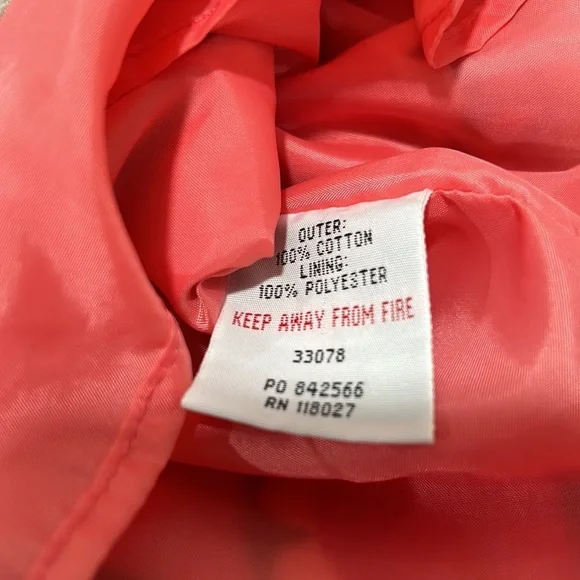 OUTER:
100% COTTON
LINING:
100% POLYESTER
KEEP AWAY FROM FIRE
33078
PO 842566
RN 118027